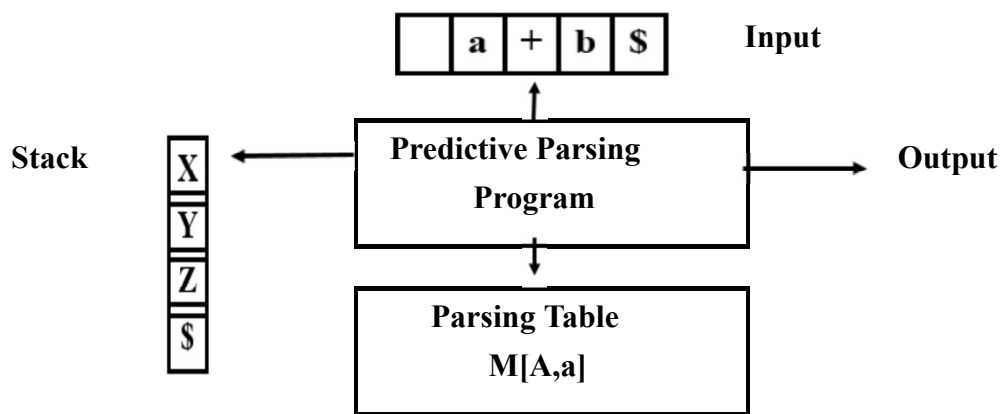 a + b $ Input
Stack
X
Y
Z
$
Predictive Parsing
Program
Output
Parsing Table
M[A,a]